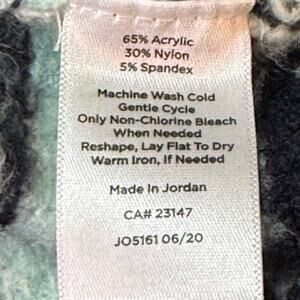 65% Acrylic
30% Nylon
5% Spandex
Machine Wash Cold
Gentle Cycle
Only Non-Chlorine Bleach
When Needed
Reshape, Lay Flat To Dry
Warm Iron, If Needed
Made In Jordan
CA# 23147
JO5161 06/20